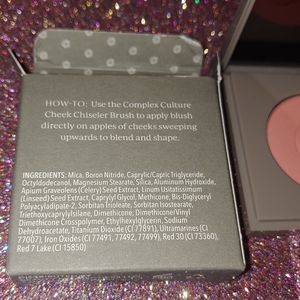 HOW-TO: Use the Complex Culture
Cheek Chiseler Brush to apply blush
directly on apples of cheeks sweeping
upwards to blend and shape.
INGREDIENTS: Mica, Boron Nitride, Caprylic/Capric Triglyceride,
Octyldodecanol, Magnesium Stearate, Silica, Aluminum Hydroxide,
Apium Graveolens (Celery) Seed Extract, Linum Usitatissimum
(Linseed) Seed Extract, Caprylyl Glycol, Methicone, Bis-Diglyceryl
Polyacyladipate-2, Sorbitan Trioleate, Sorbitan Isostearate,
Triethoxycaprylylsilane, Dimethicone, Dimethicone/Vinyl
Dimethicone Crosspolymer, Ethylhexylglycerin, Sodium
Dehydroacetate, Titanium Dioxide (CI 77891), Ultramarines (CI
77007), Iron Oxides (CI 77491, 77492, 77499), Red 30 (CI 73360),
Red 7 Lake (CI 15850)